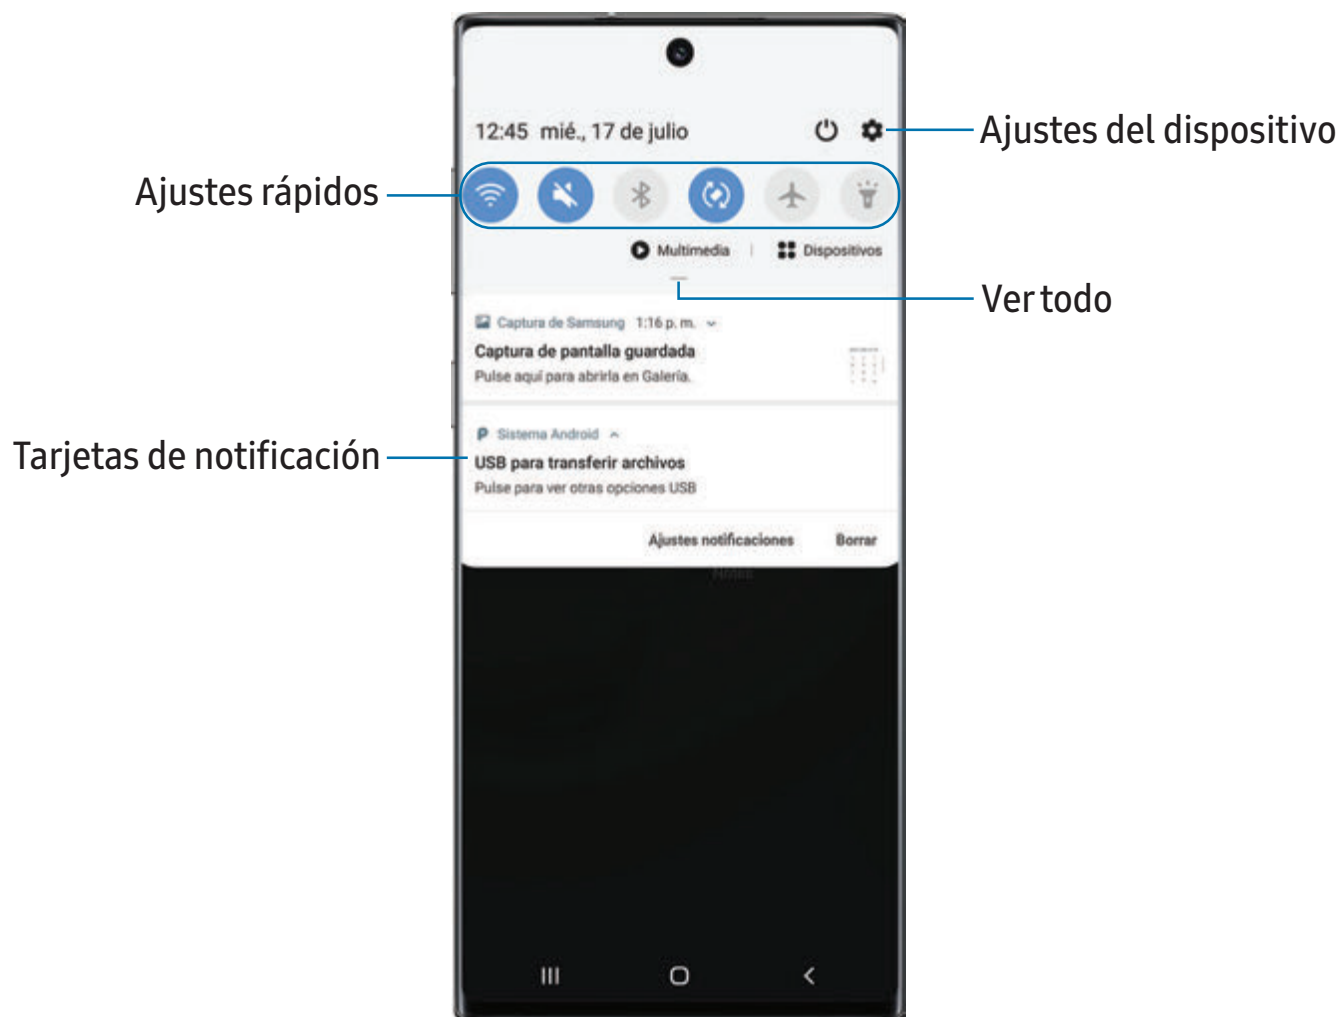 12:45 mié., 17 de julio
Ajustes del dispositivo
Ajustes rápidos
Multimedia | Dispositivos
Ver todo
Captura de Samsung 1:16 p. m.
Captura de pantalla guardada
Pulse aquí para abrirla en Galería.
Sistema Android
Tarjetas de notificación
USB para transferir archivos
Pulse para ver otras opciones USB
Ajustes notificaciones Borrar
Notes